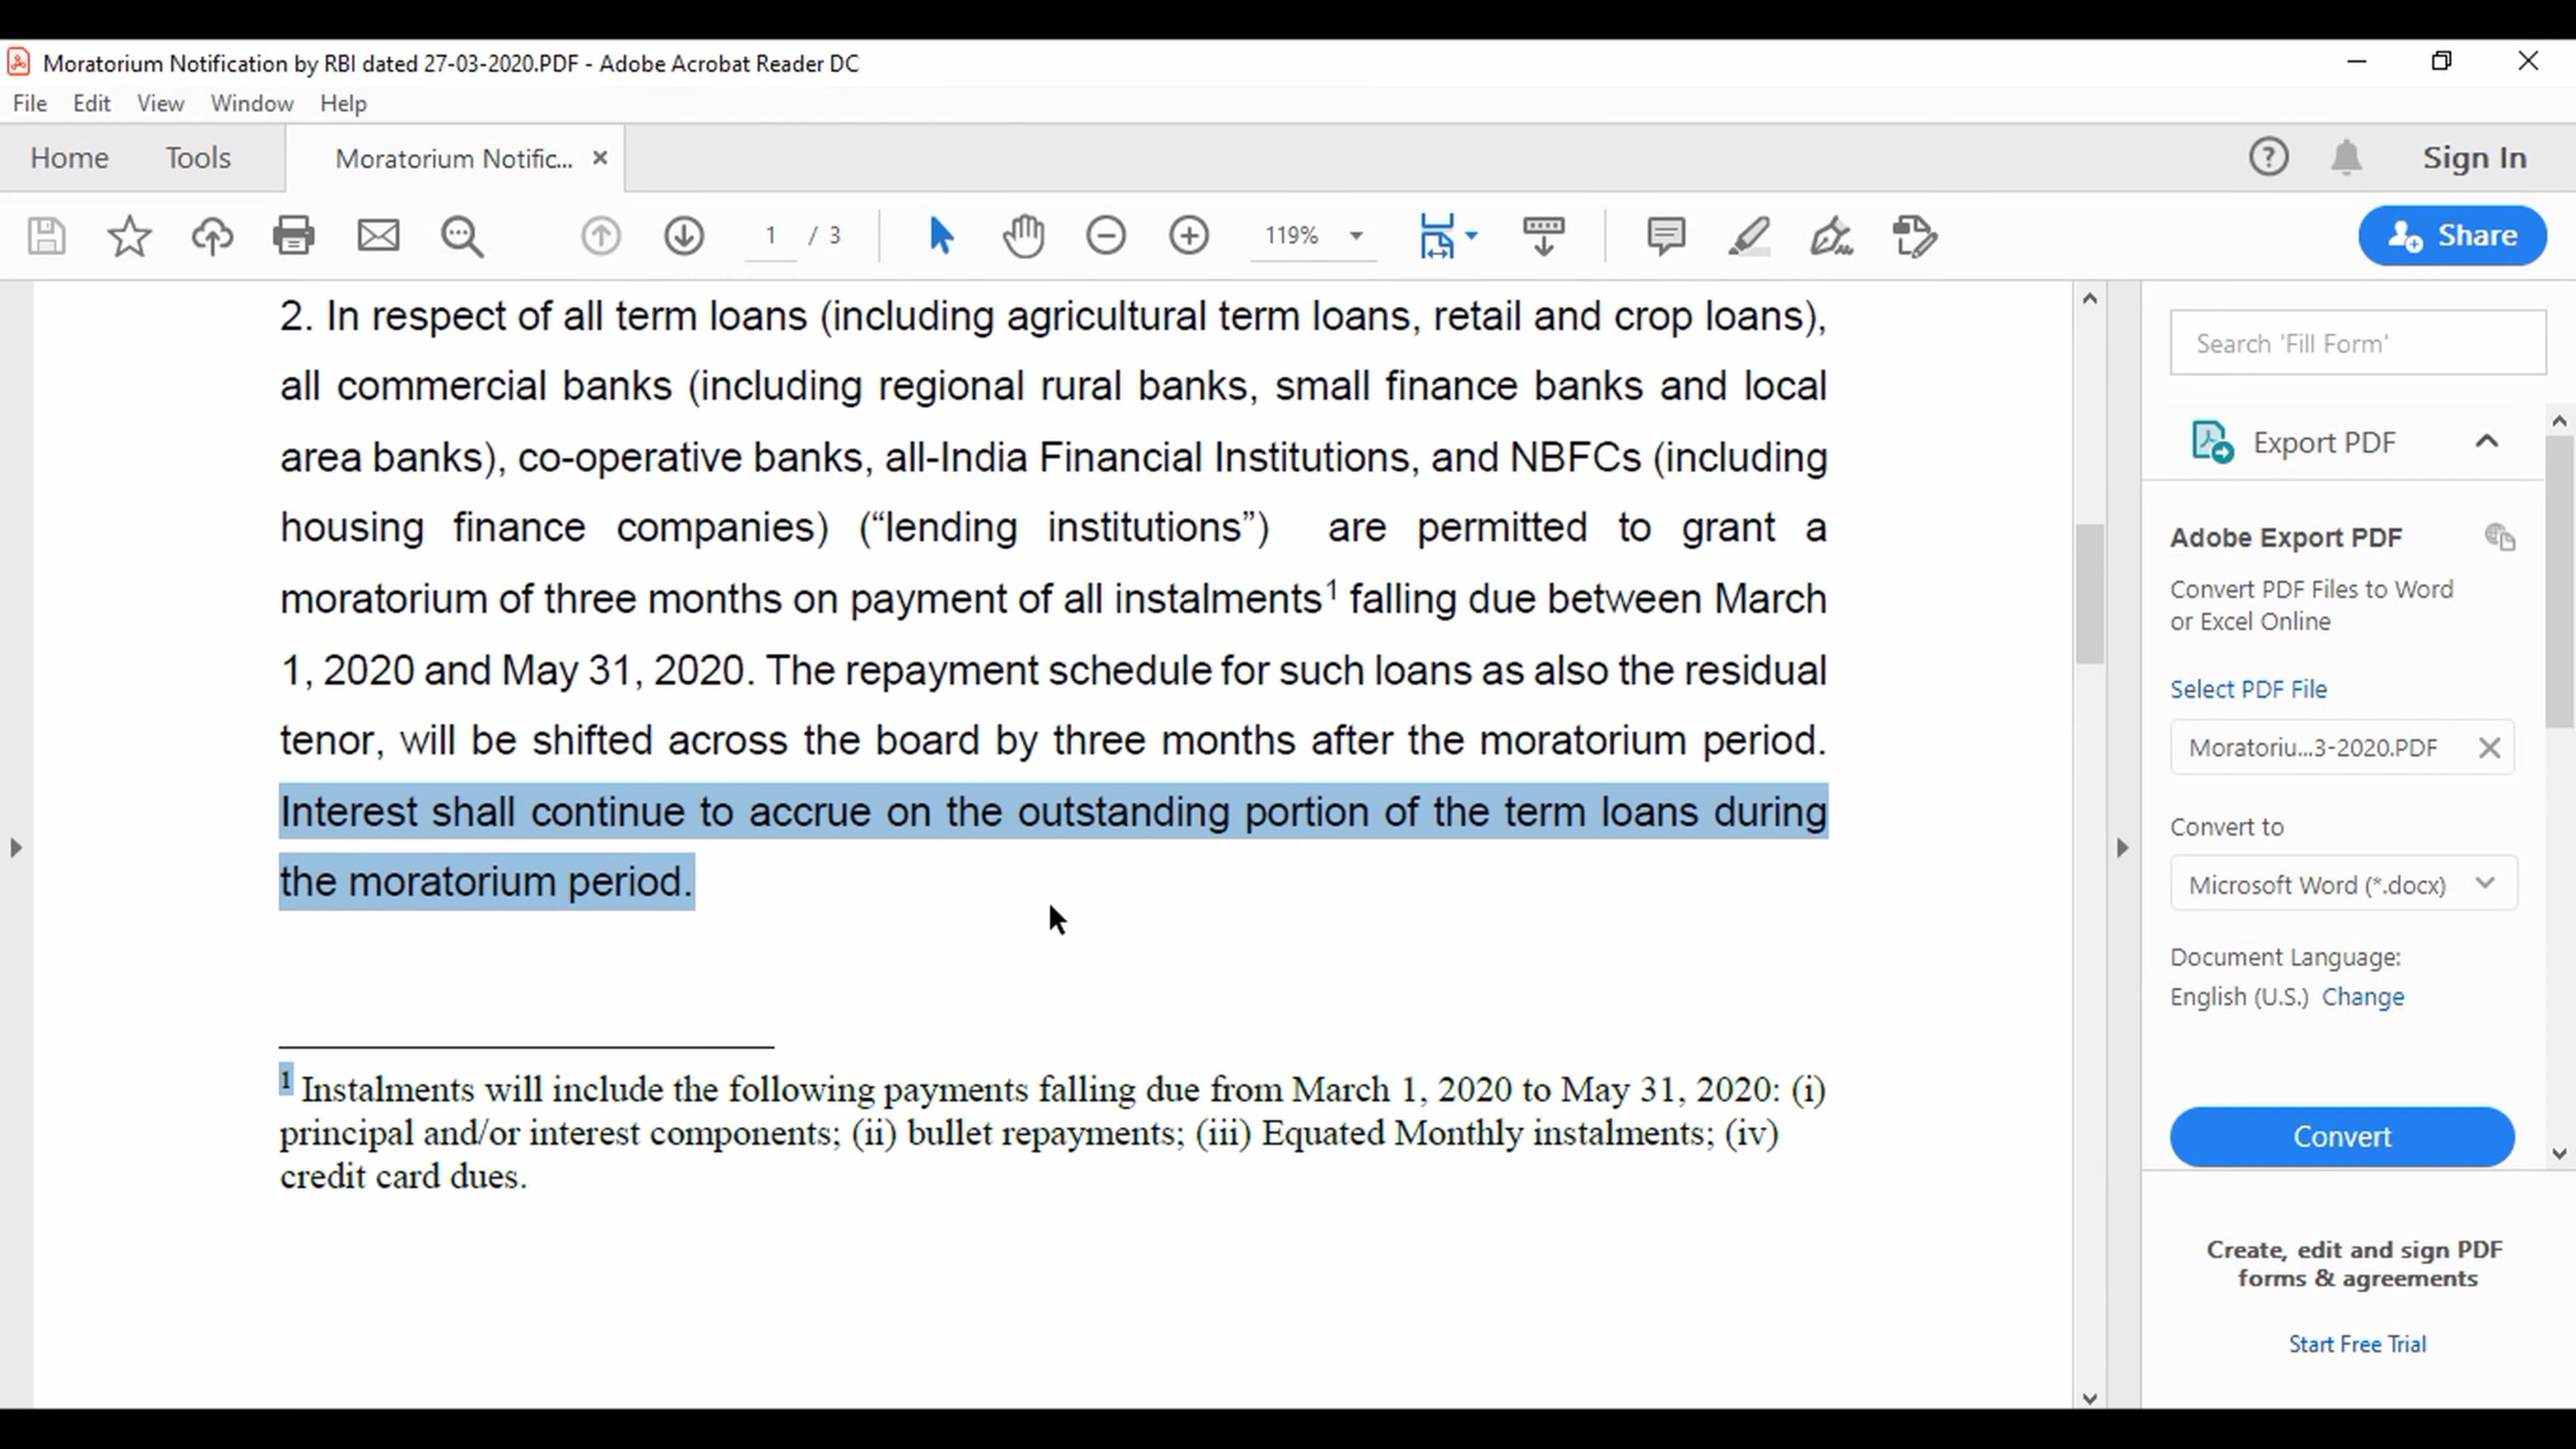 Moratorium Notification by RBI dated 27-03-2020.PDF - Adobe Acrobat Reader DC
File Edit View Window Help
Home Tools Moratorium Notific... Sign In
1 / 3 119% Share
2. In respect of all term loans (including agricultural term loans, retail and crop loans),
all commercial banks (including regional rural banks, small finance banks and local
area banks), co-operative banks, all-India Financial Institutions, and NBFCs (including
housing finance companies) (“lending institutions”) are permitted to grant a
moratorium of three months on payment of all instalments¹ falling due between March
1, 2020 and May 31, 2020. The repayment schedule for such loans as also the residual
tenor, will be shifted across the board by three months after the moratorium period.
Interest shall continue to accrue on the outstanding portion of the term loans during
the moratorium period.
¹ Instalments will include the following payments falling due from March 1, 2020 to May 31, 2020: (i)
principal and/or interest components; (ii) bullet repayments; (iii) Equated Monthly instalments; (iv)
credit card dues.
Search 'Fill Form'
Export PDF
Adobe Export PDF
Convert PDF Files to Word
or Excel Online
Select PDF File
Moratoriu...3-2020.PDF
Convert to
Microsoft Word (*.docx)
Document Language:
English (U.S.) Change
Convert
Create, edit and sign PDF
forms & agreements
Start Free Trial